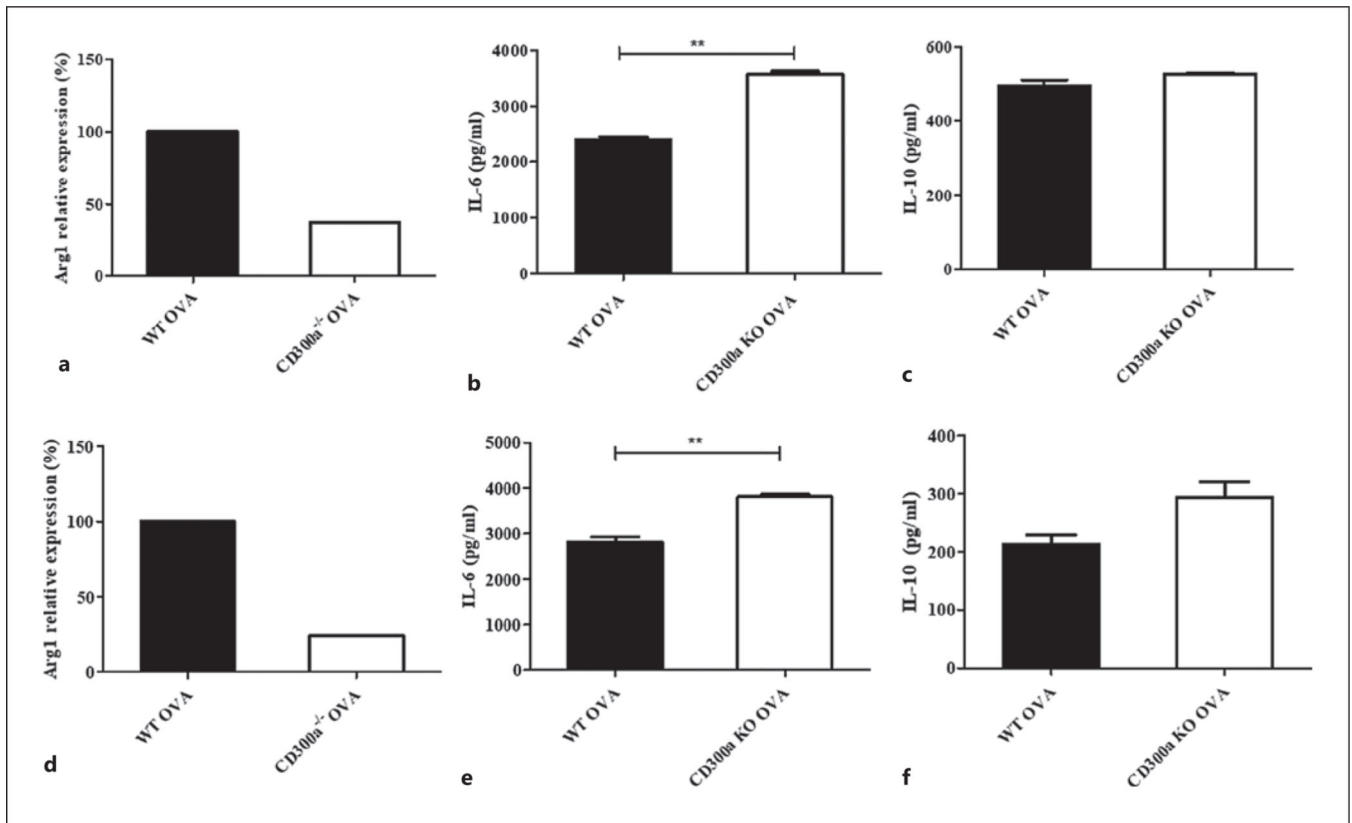 150
100
50
0
Arg1 relative expression (%)
WT OVA
CD300a-/- OVA
a
4000
3000
2000
1000
0
IL-6 (pg/ml)
**
WT OVA
CD300a KO OVA
b
600
400
200
0
IL-10 (pg/ml)
WT OVA
CD300a KO OVA
c
150
100
50
0
Arg1 relative expression (%)
WT OVA
CD300a-/- OVA
d
5000
4000
3000
2000
1000
0
IL-6 (pg/ml)
**
WT OVA
CD300a KO OVA
e
400
300
200
100
0
IL-10 (pg/ml)
WT OVA
CD300a KO OVA
f